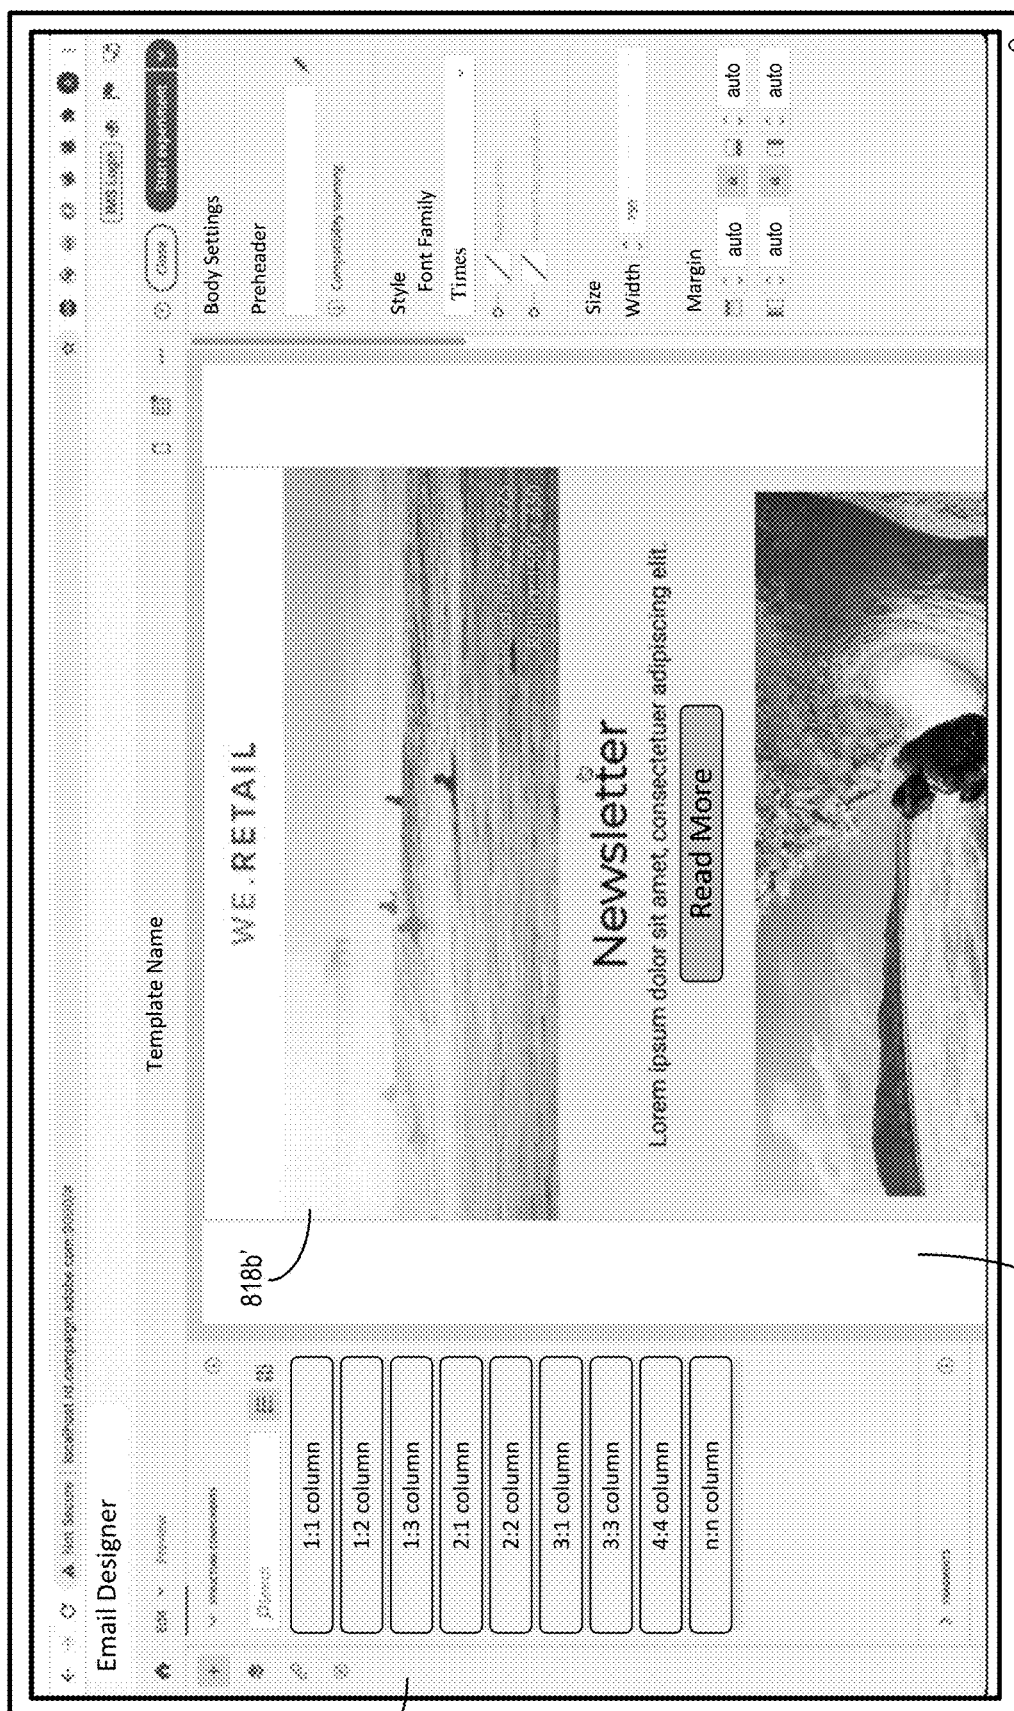 Email Designer
Template Name
1:1 column
1:2 column
1:3 column
2:1 column
2:2 column
3:1 column
3:3 column
4:4 column
n:n column
818b'
WE.RETAIL
Newsletter
Lorem ipsum dolor sit amet, consectetuer adipiscing elit.
Read More
Body Settings
Preheader
Style
Font Family
Times
Size
Width
Margin
auto
auto
auto
auto